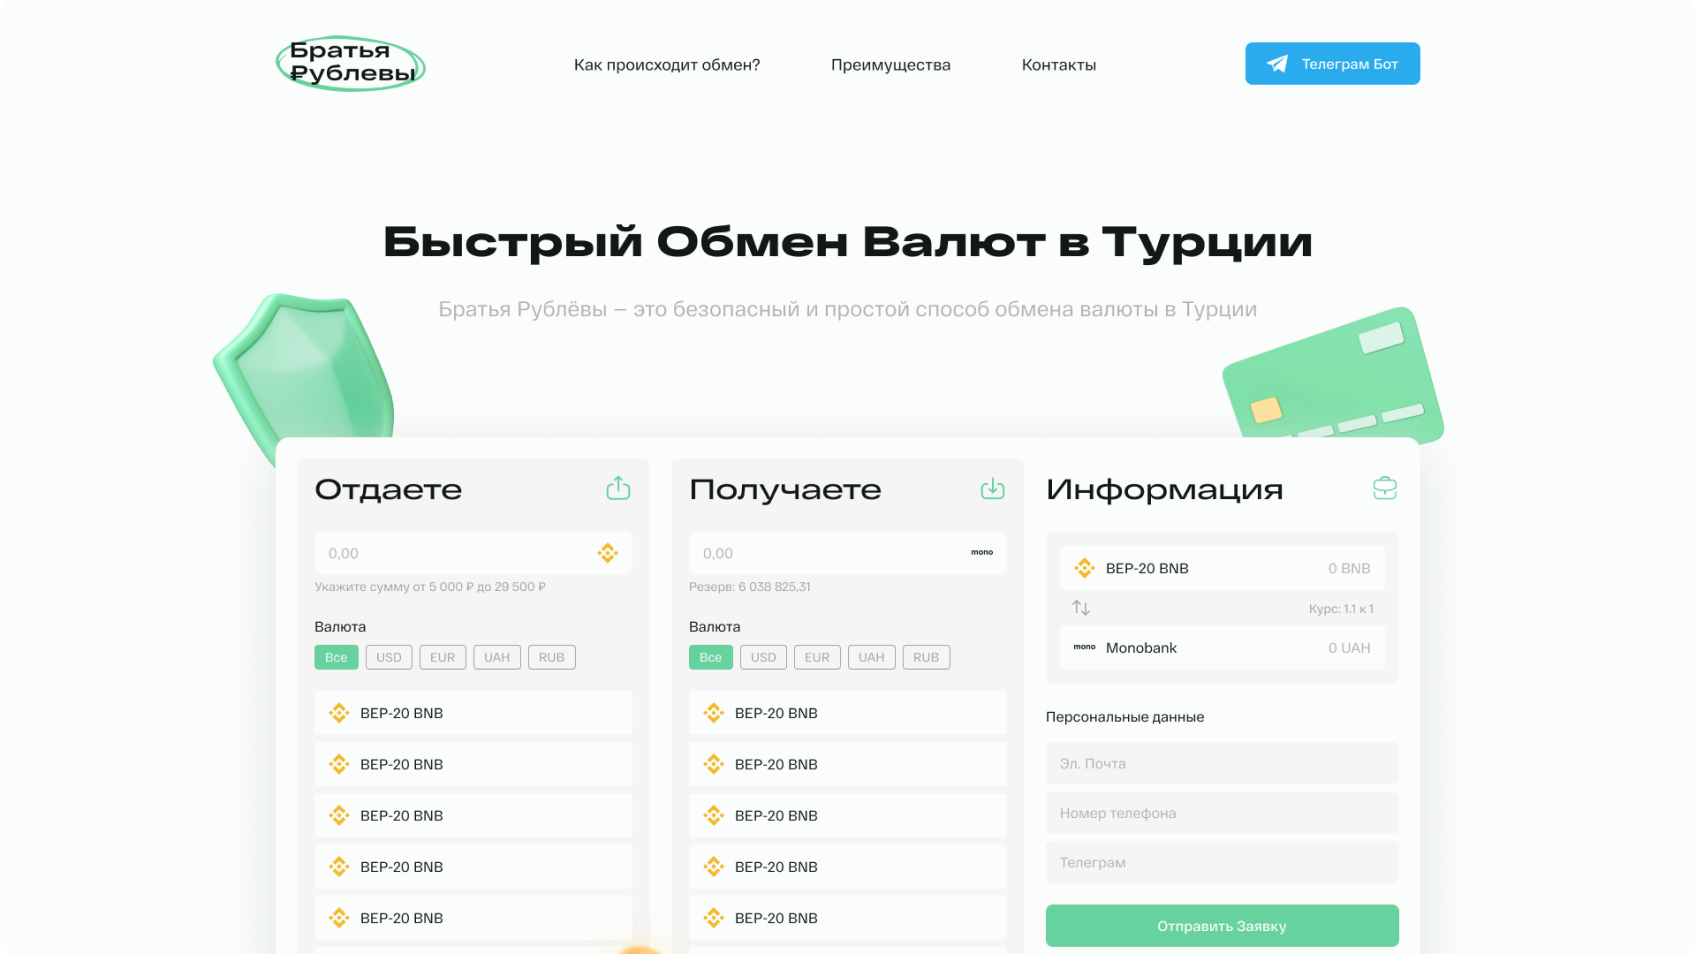 Братья
₽ублевы
Как происходит обмен?
Преимущества
Контакты
Телеграм Бот
Быстрый Обмен Валют в Турции
Братья Рублёвы – это безопасный и простой способ обмена валюты в Турции
Отдаете
0,00
Укажите сумму от 5 000 ₽ до 29 500 ₽
Валюта
Все
USD
EUR
UAH
RUB
BEP-20 BNB
BEP-20 BNB
BEP-20 BNB
BEP-20 BNB
BEP-20 BNB
Получаете
0,00
mono
Резерв: 6 038 825,31
Валюта
Все
USD
EUR
UAH
RUB
BEP-20 BNB
BEP-20 BNB
BEP-20 BNB
BEP-20 BNB
BEP-20 BNB
Информация
BEP-20 BNB
0 BNB
Курс: 1.1 к 1
mono
Monobank
0 UAH
Персональные данные
Эл. Почта
Номер телефона
Телеграм
Отправить Заявку